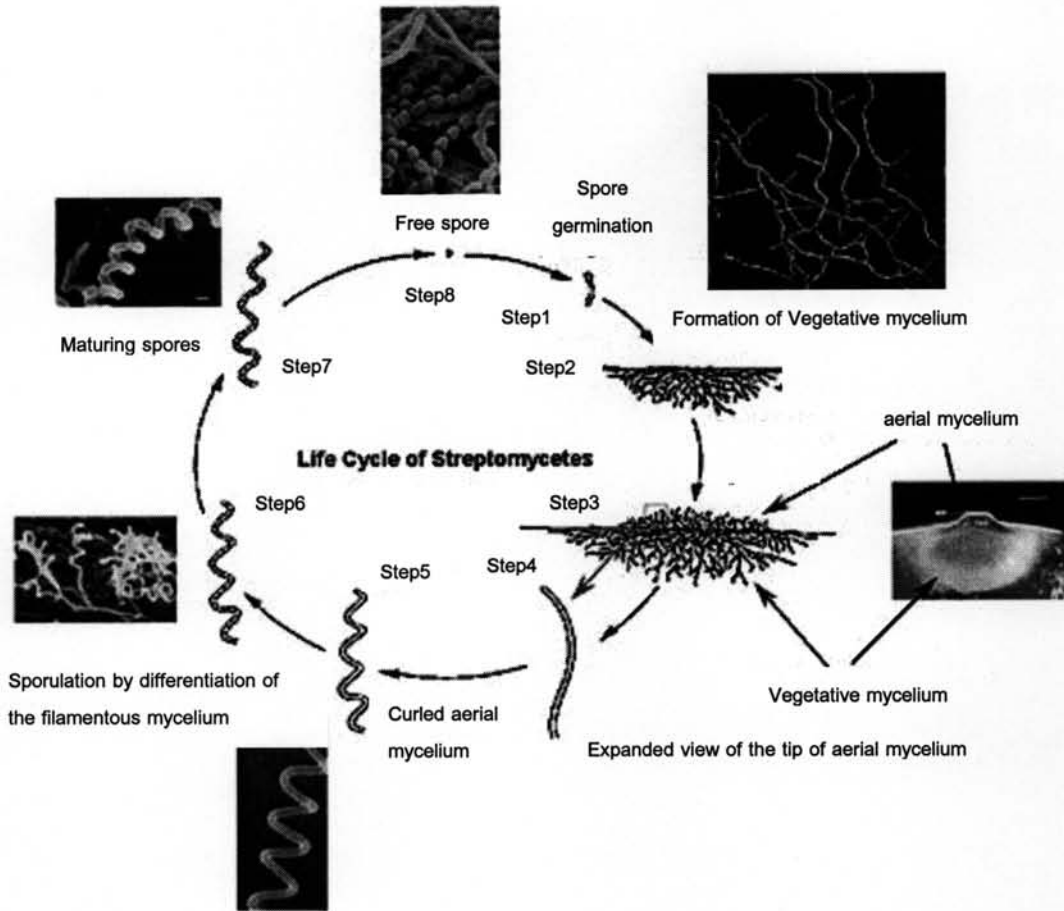 Free spore
Spore
germination
Step8
Step1
Formation of Vegetative mycelium
Maturing spores
Step7
Step2
aerial mycelium
Life Cycle of Streptomycetes
Step6
Step3
Step5
Step4
Sporulation by differentiation of
the filamentous mycelium
Curled aerial
mycelium
Vegetative mycelium
Expanded view of the tip of aerial mycelium